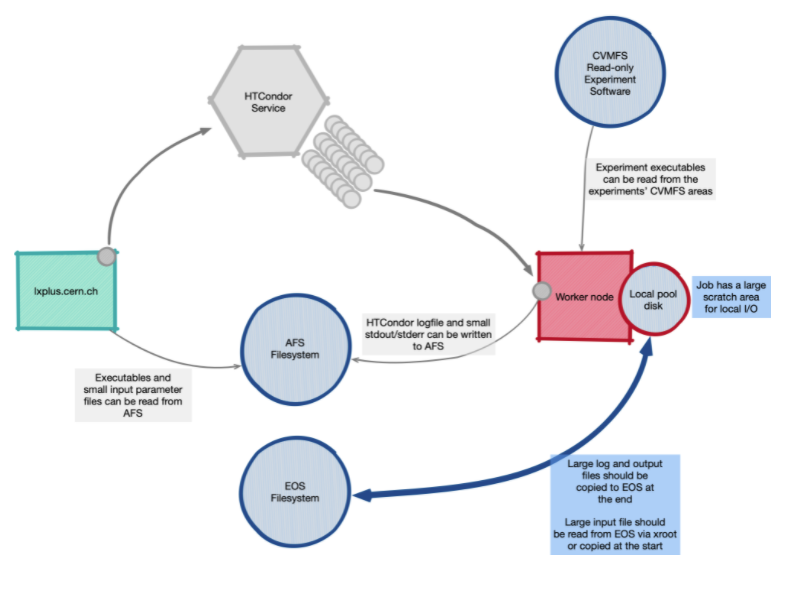 CVMFS
Read-only
Experiment
Software
HTCondor
Service
Experiment executables
can be read from the
experiments' CVMFS areas
lxplus.cern.ch
Worker node
Local pool
disk
Job has a large
scratch area
for local I/O
AFS
Filesystem
HTCondor logfile and small
stdout/stderr can be written
to AFS
Executables and
small input parameter
files can be read from
AFS
EOS
Filesystem
Large log and output
files should be
copied to EOS at
the end
Large input file should
be read from EOS via xroot
or copied at the start